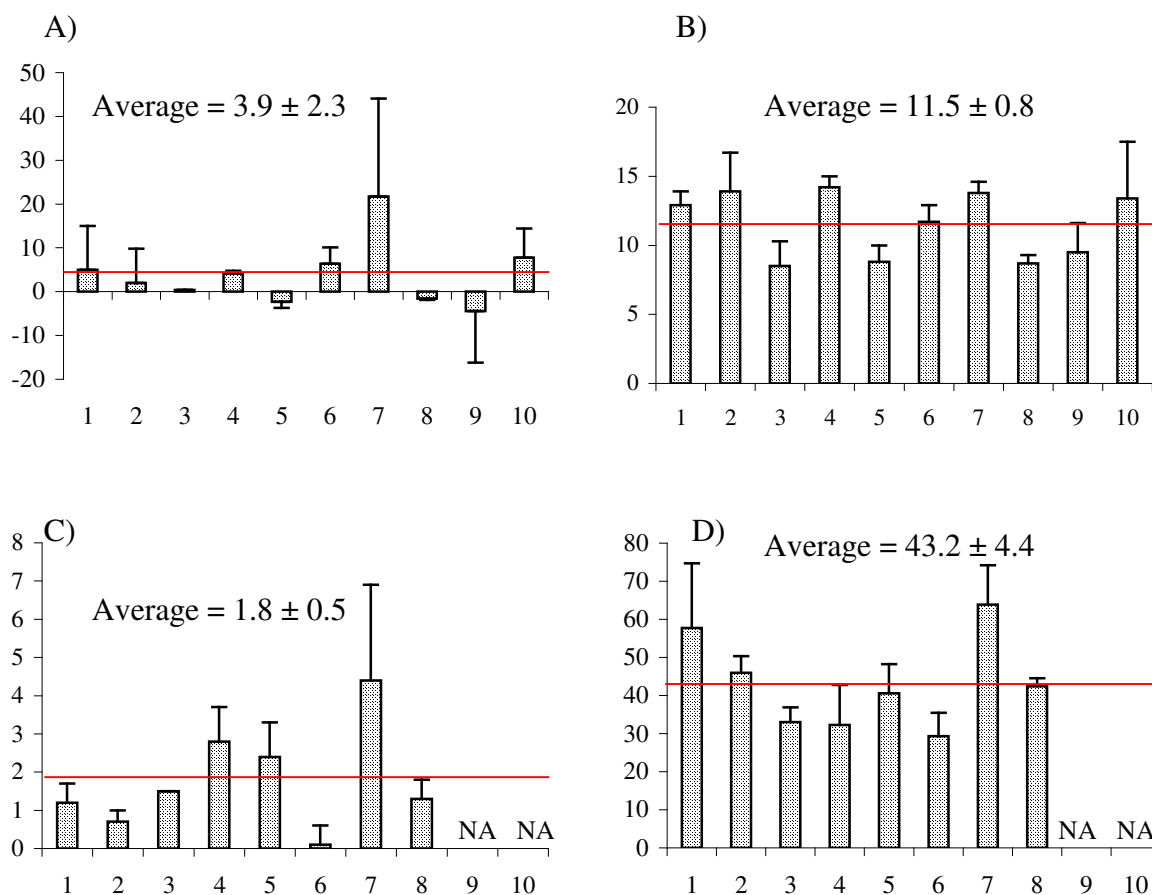 A)
50
Average = 3.9 ± 2.3
40
30
20
10
0
-10
-20
1 2 3 4 5 6 7 8 9 10
B)
20
Average = 11.5 ± 0.8
15
10
5
0
1 2 3 4 5 6 7 8 9 10
C)
8
7
6
Average = 1.8 ± 0.5
5
4
3
2
1
0
NA NA
1 2 3 4 5 6 7 8 9 10
D)
80
Average = 43.2 ± 4.4
70
60
50
40
30
20
10
0
NA NA
1 2 3 4 5 6 7 8 9 10